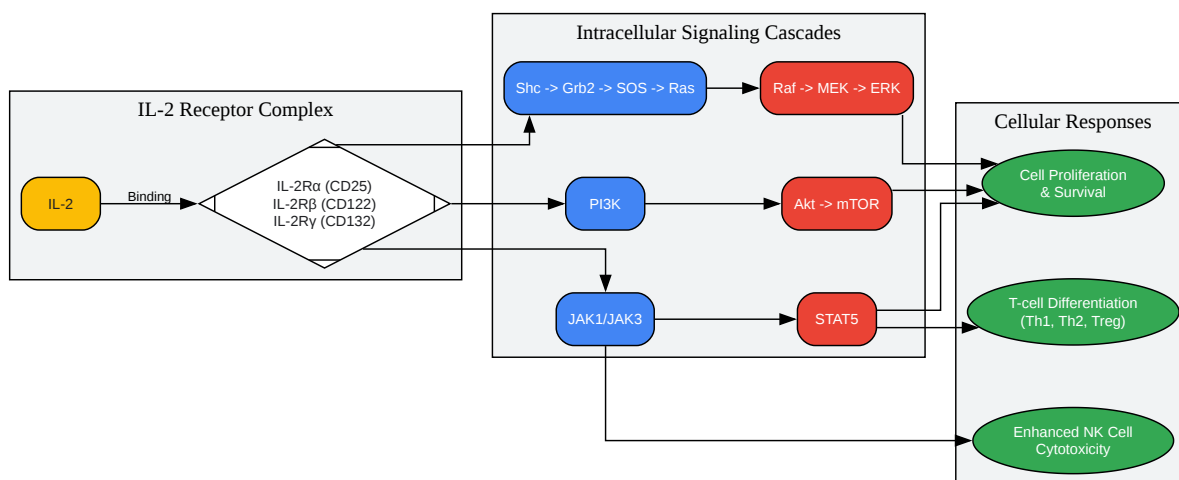 IL-2 Receptor Complex
IL-2
Binding
IL-2Rα (CD25)
IL-2Rβ (CD122)
IL-2Rγ (CD132)
Intracellular Signaling Cascades
Shc -> Grb2 -> SOS -> Ras
Raf -> MEK -> ERK
PI3K
Akt -> mTOR
JAK1/JAK3
STAT5
Cellular Responses
Cell Proliferation
& Survival
T-cell Differentiation
(Th1, Th2, Treg)
Enhanced NK Cell
Cytotoxicity